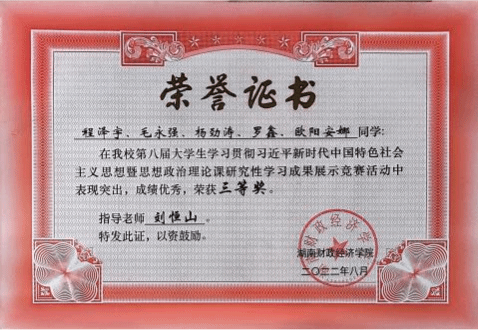 荣誉证书
程泽宇、毛永强、杨劲涛、罗鑫、欧阳安娜 同学：
在我校第八届大学生学习贯彻习近平新时代中国特色社会
主义思想暨思想政治理论课研究性学习成果展示竞赛活动中
表现突出，成绩优秀，荣获三等奖。
指导老师 刘恒山 。
特发此证，以资鼓励。
湖南财政经济学院
二〇二二年八月